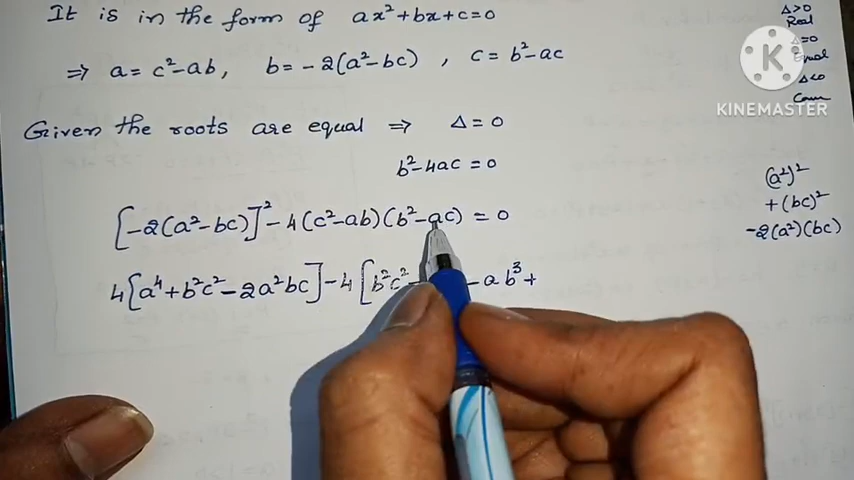 It is in the form of ax²+bx+c=0
⇒ a = c²-ab, b = -2(a²-bc), c = b²-ac
Given the roots are equal ⇒ Δ = 0
b²-4ac = 0
[-2(a²-bc)]² - 4(c²-ab)(b²-ac) = 0
4[a⁴+b²c²-2a²bc] - 4[b²c² - ab³ +
Δ>0
Real
Δ=0
Equal
Δ<0
(a²)²
+(bc)²
-2(a²)(bc)
K
KINEMASTER